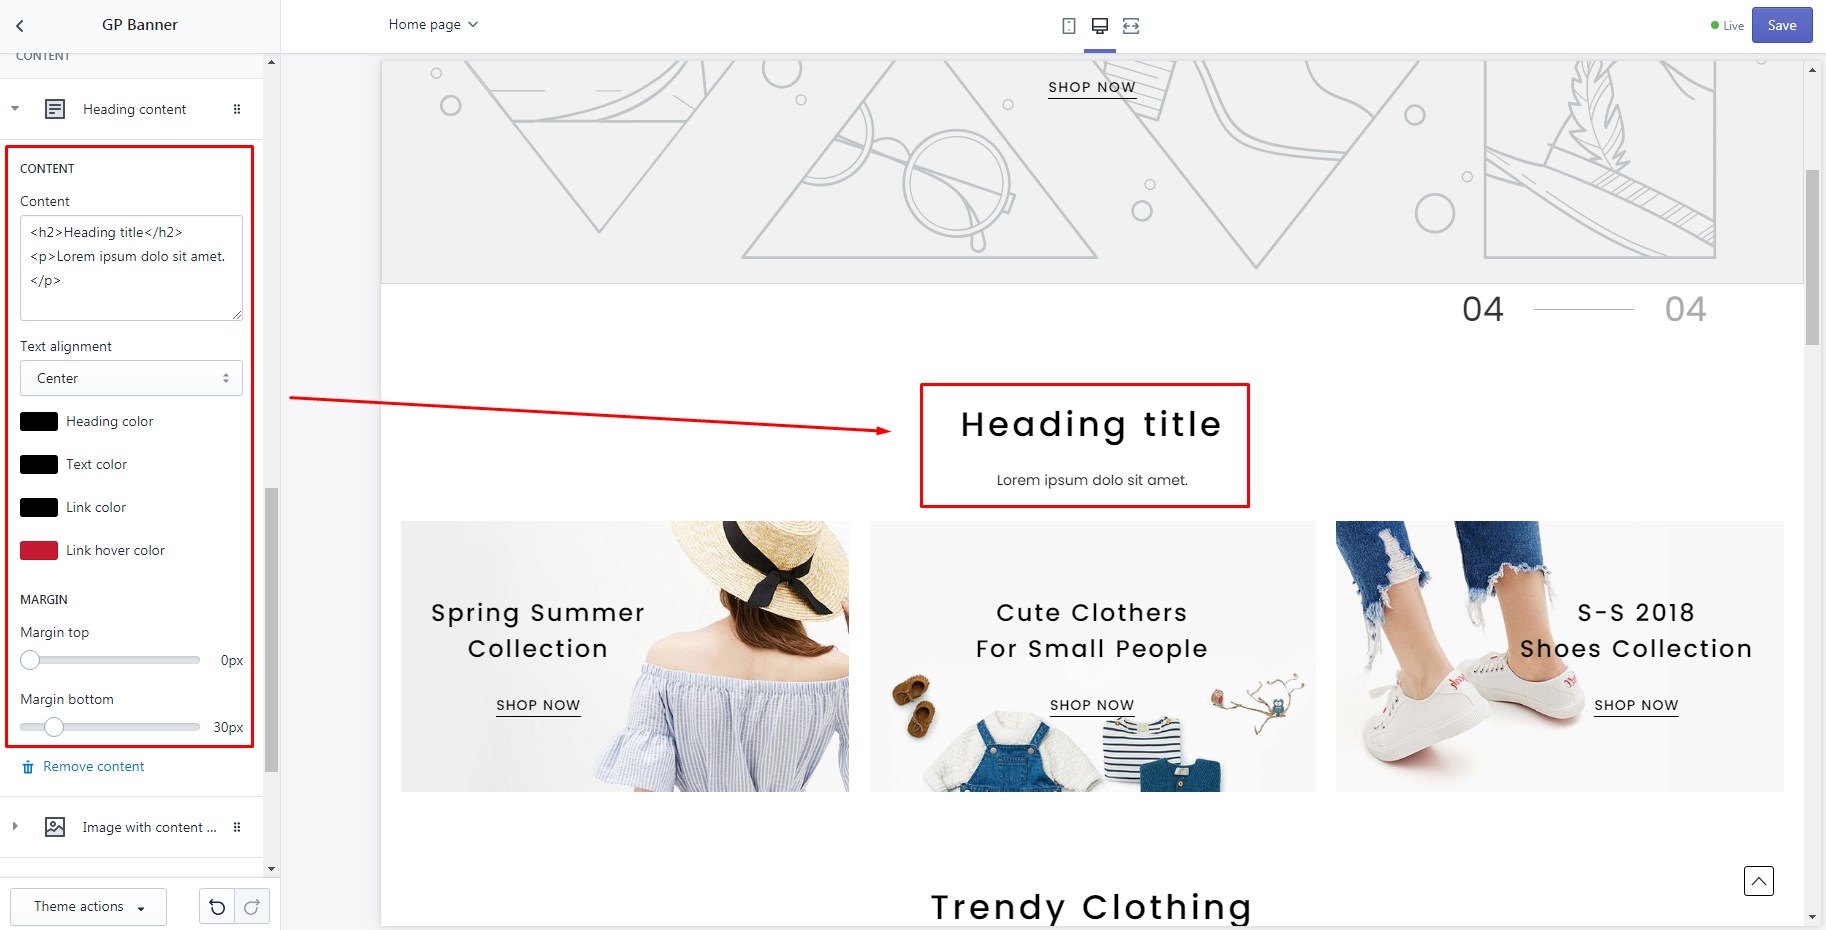 GP Banner
Home page
Live
Save
CONTENT
Heading content
CONTENT
Content
<h2>Heading title</h2>
<p>Lorem ipsum dolo sit amet.
</p>
Text alignment
Center
Heading color
Text color
Link color
Link hover color
MARGIN
Margin top
0px
Margin bottom
30px
Remove content
Image with content ...
Theme actions
SHOP NOW
04
04
Heading title
Lorem ipsum dolo sit amet.
Spring Summer
Collection
SHOP NOW
Cute Clothers
For Small People
SHOP NOW
S-S 2018
Shoes Collection
SHOP NOW
Trendy Clothing